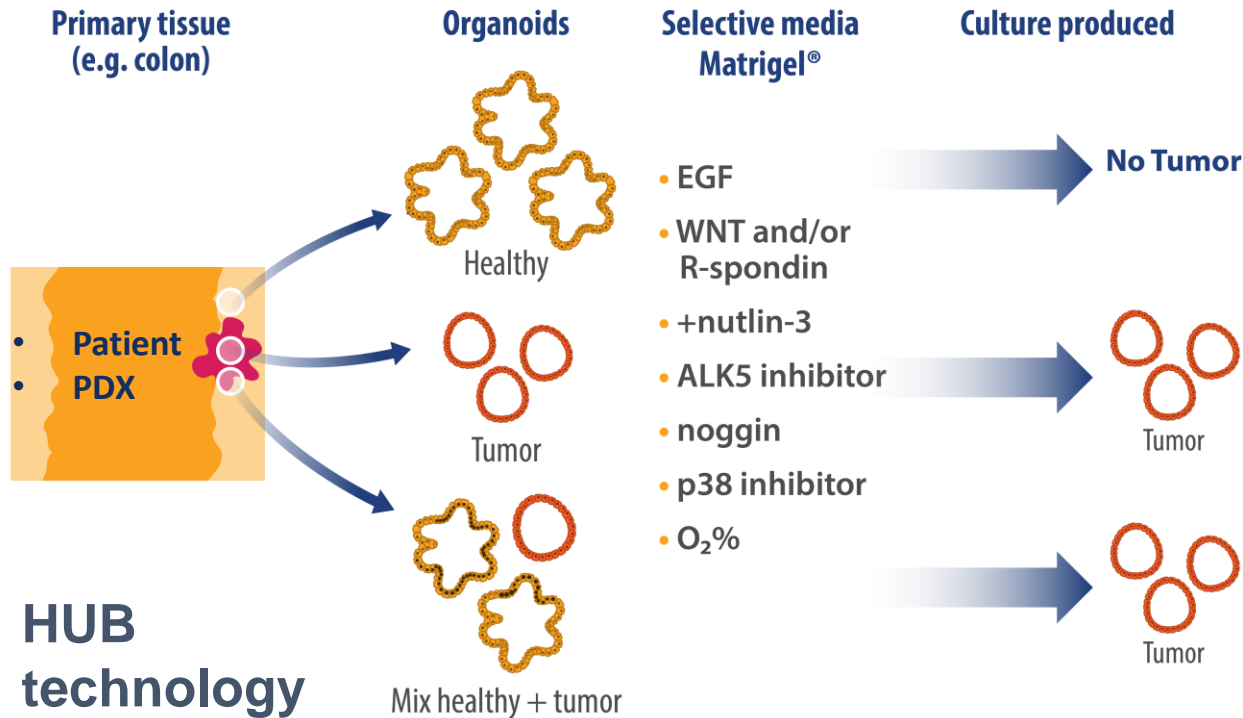 Primary tissue
(e.g. colon)
Organoids
Selective media
Matrigel®
Culture produced
Healthy
• Patient
• PDX
Tumor
Mix healthy + tumor
• EGF
• WNT and/or
R-spondin
• +nutlin-3
• ALK5 inhibitor
• noggin
• p38 inhibitor
• O₂%
No Tumor
Tumor
Tumor
HUB
technology